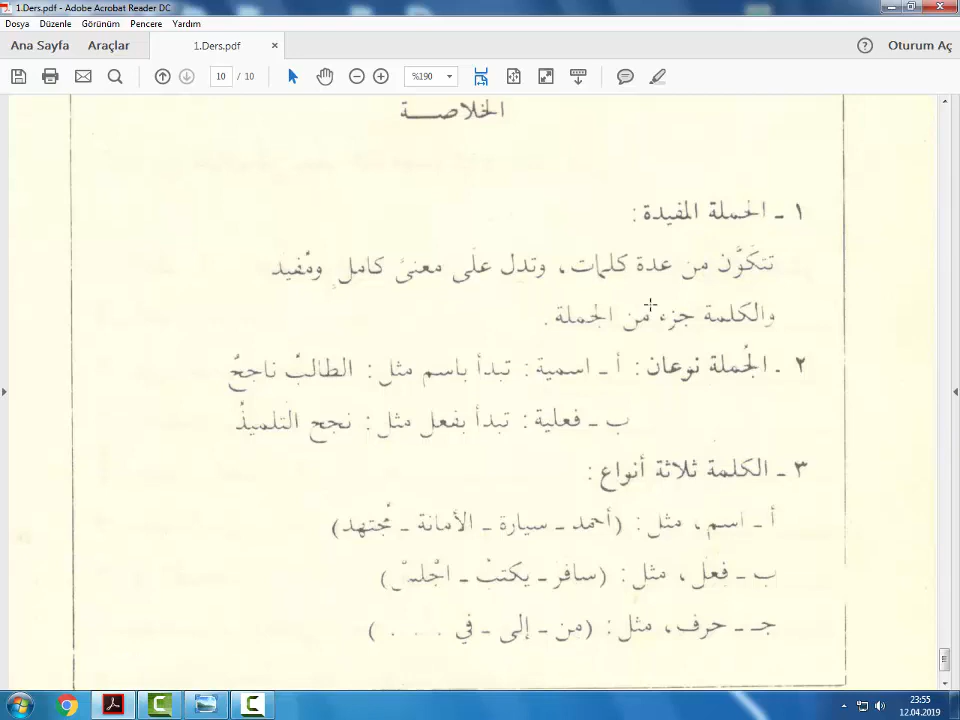 1.Ders.pdf - Adobe Acrobat Reader DC
Dosya Düzenle Görünüm Pencere Yardım
Ana Sayfa Araçlar 1.Ders.pdf × ? Oturum Aç
10 / 10 %190
الخلاصـــة
١ ـ الجملة المفيدة :
تتكَوَّن من عدة كلمات، وتدل على معنىً كامل ومُفيد
والكلمة جزء من الجملة .
٢ ـ الجُملة نوعان : أ ـ اسمية : تبدأ باسم مثل : الطالبُ ناجحٌ
ب ـ فعلية : تبدأ بفعل مثل : نجح التلميذُ
٣ ـ الكلمة ثلاثة أنواع :
أ ـ اسم، مثل : (أحمد ـ سيارة ـ الأمانة ـ مُجتهد)
ب ـ فعل، مثل : (سافر ـ يكتبْ ـ اجْلسْ)
جـ ـ حرف، مثل : (من ـ إلى ـ في . . . )
23:55
12.04.2019